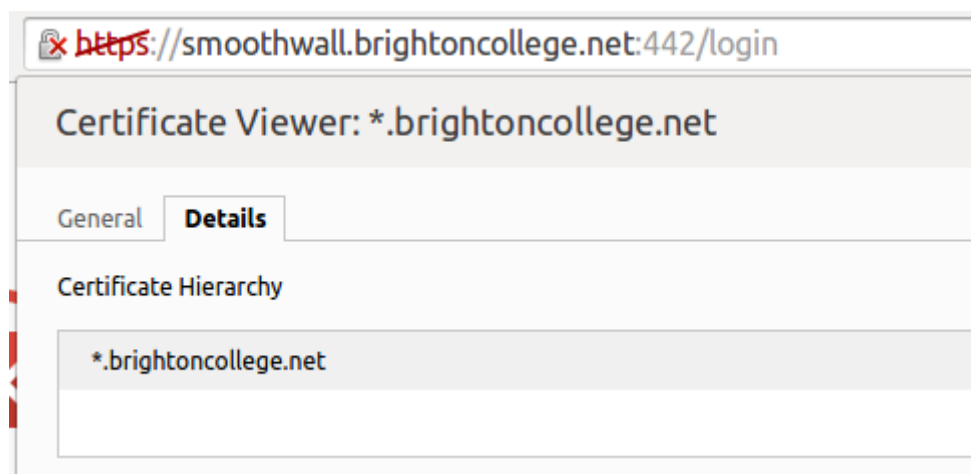 https://smoothwall.brightoncollege.net:442/login
Certificate Viewer: *.brightoncollege.net
General Details
Certificate Hierarchy
*.brightoncollege.net